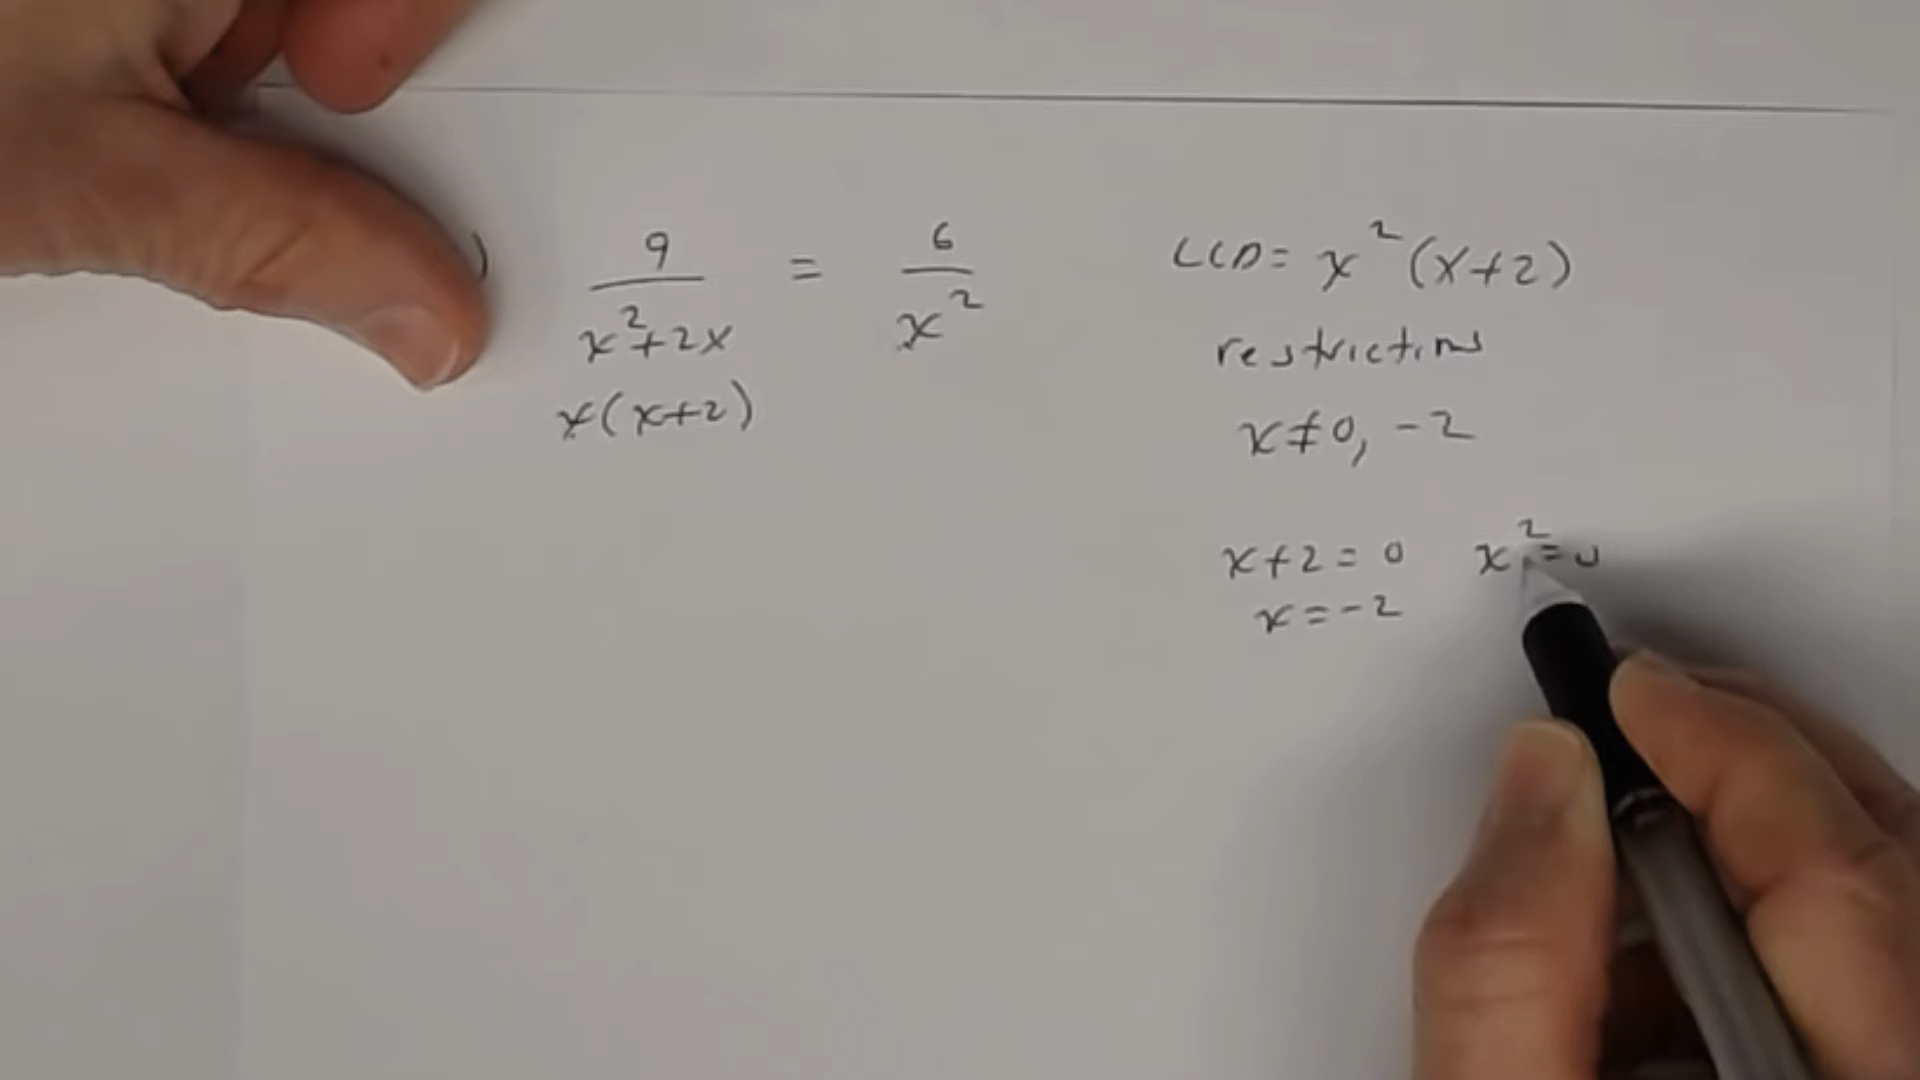 ) 9/(x²+2x) = 6/x²
x(x+2)
LCD= x²(x+2)
restrictions
x≠0, -2
x+2=0 x²=0
x=-2